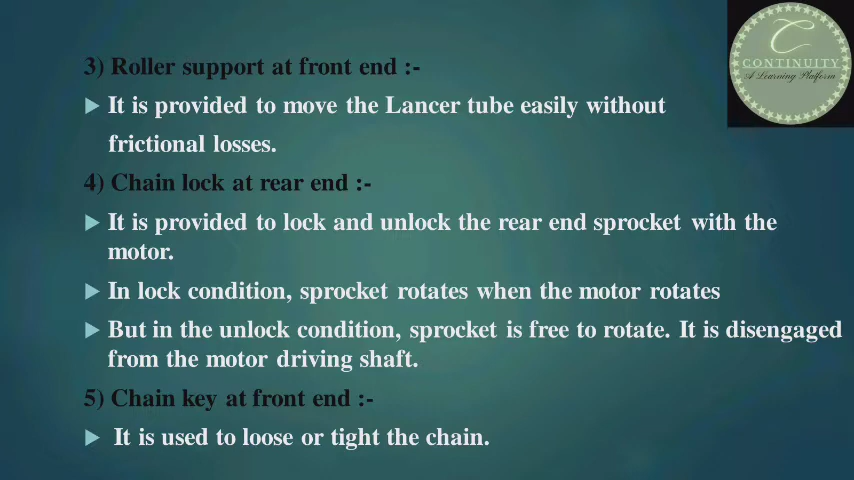 C
CONTINUITY
A Learning Platform
3) Roller support at front end :-
It is provided to move the Lancer tube easily without
frictional losses.
4) Chain lock at rear end :-
It is provided to lock and unlock the rear end sprocket with the
motor.
In lock condition, sprocket rotates when the motor rotates
But in the unlock condition, sprocket is free to rotate. It is disengaged
from the motor driving shaft.
5) Chain key at front end :-
It is used to loose or tight the chain.